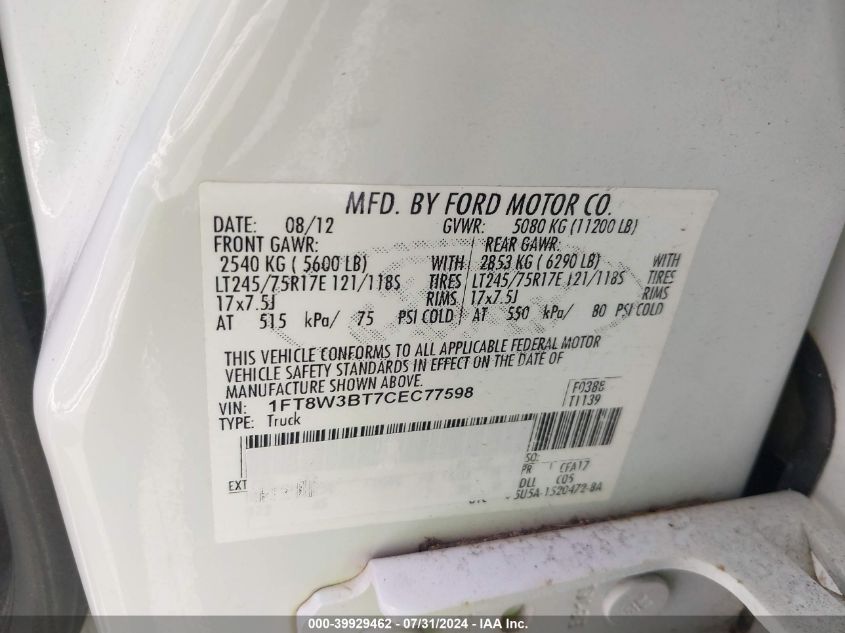 MFD. BY FORD MOTOR CO.
DATE: 08/12 GVWR: 5080 KG (11200 LB)
FRONT GAWR: REAR GAWR:
2540 KG ( 5600 LB) WITH 2853 KG ( 6290 LB) WITH
LT245/75R17E 121/118S TIRES LT245/75R17E 121/118S TIRES
17x7.5J RIMS 17x7.5J RIMS
AT 515 kPa/ 75 PSI COLD AT 550 kPa/ 80 PSI COLD
THIS VEHICLE CONFORMS TO ALL APPLICABLE FEDERAL MOTOR
VEHICLE SAFETY STANDARDS IN EFFECT ON THE DATE OF
MANUFACTURE SHOWN ABOVE.
VIN: 1FT8W3BT7CEC77598
F0388
TYPE: Truck
T1139
SO:
EXT
PR CFA17
DLL C05
5U5A-1520472-BA
000-39929462 - 07/31/2024 - IAAI.com